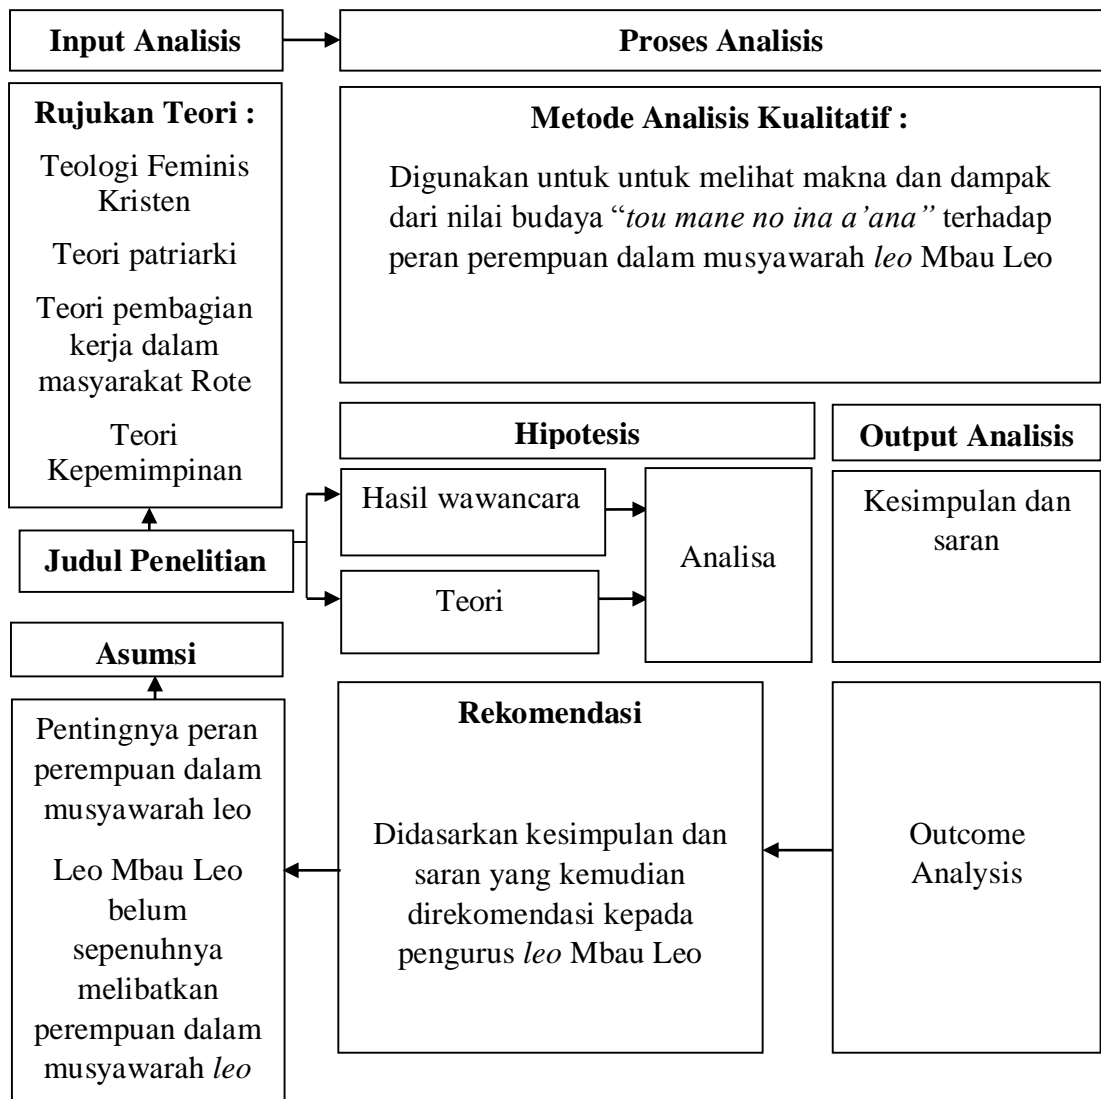 Input Analisis
Proses Analisis
Rujukan Teori :
Teologi Feminis
Kristen
Teori patriarki
Teori pembagian
kerja dalam
masyarakat Rote
Teori
Kepemimpinan
Metode Analisis Kualitatif :
Digunakan untuk untuk melihat makna dan dampak
dari nilai budaya “tou mane no ina a’ana” terhadap
peran perempuan dalam musyawarah leo Mbau Leo
Hipotesis
Output Analisis
Hasil wawancara
Teori
Analisa
Kesimpulan dan
saran
Judul Penelitian
Asumsi
Pentingnya peran
perempuan dalam
musyawarah leo
Leo Mbau Leo
belum
sepenuhnya
melibatkan
perempuan dalam
musyawarah leo
Rekomendasi
Didasarkan kesimpulan dan
saran yang kemudian
direkomendasi kepada
pengurus leo Mbau Leo
Outcome
Analysis